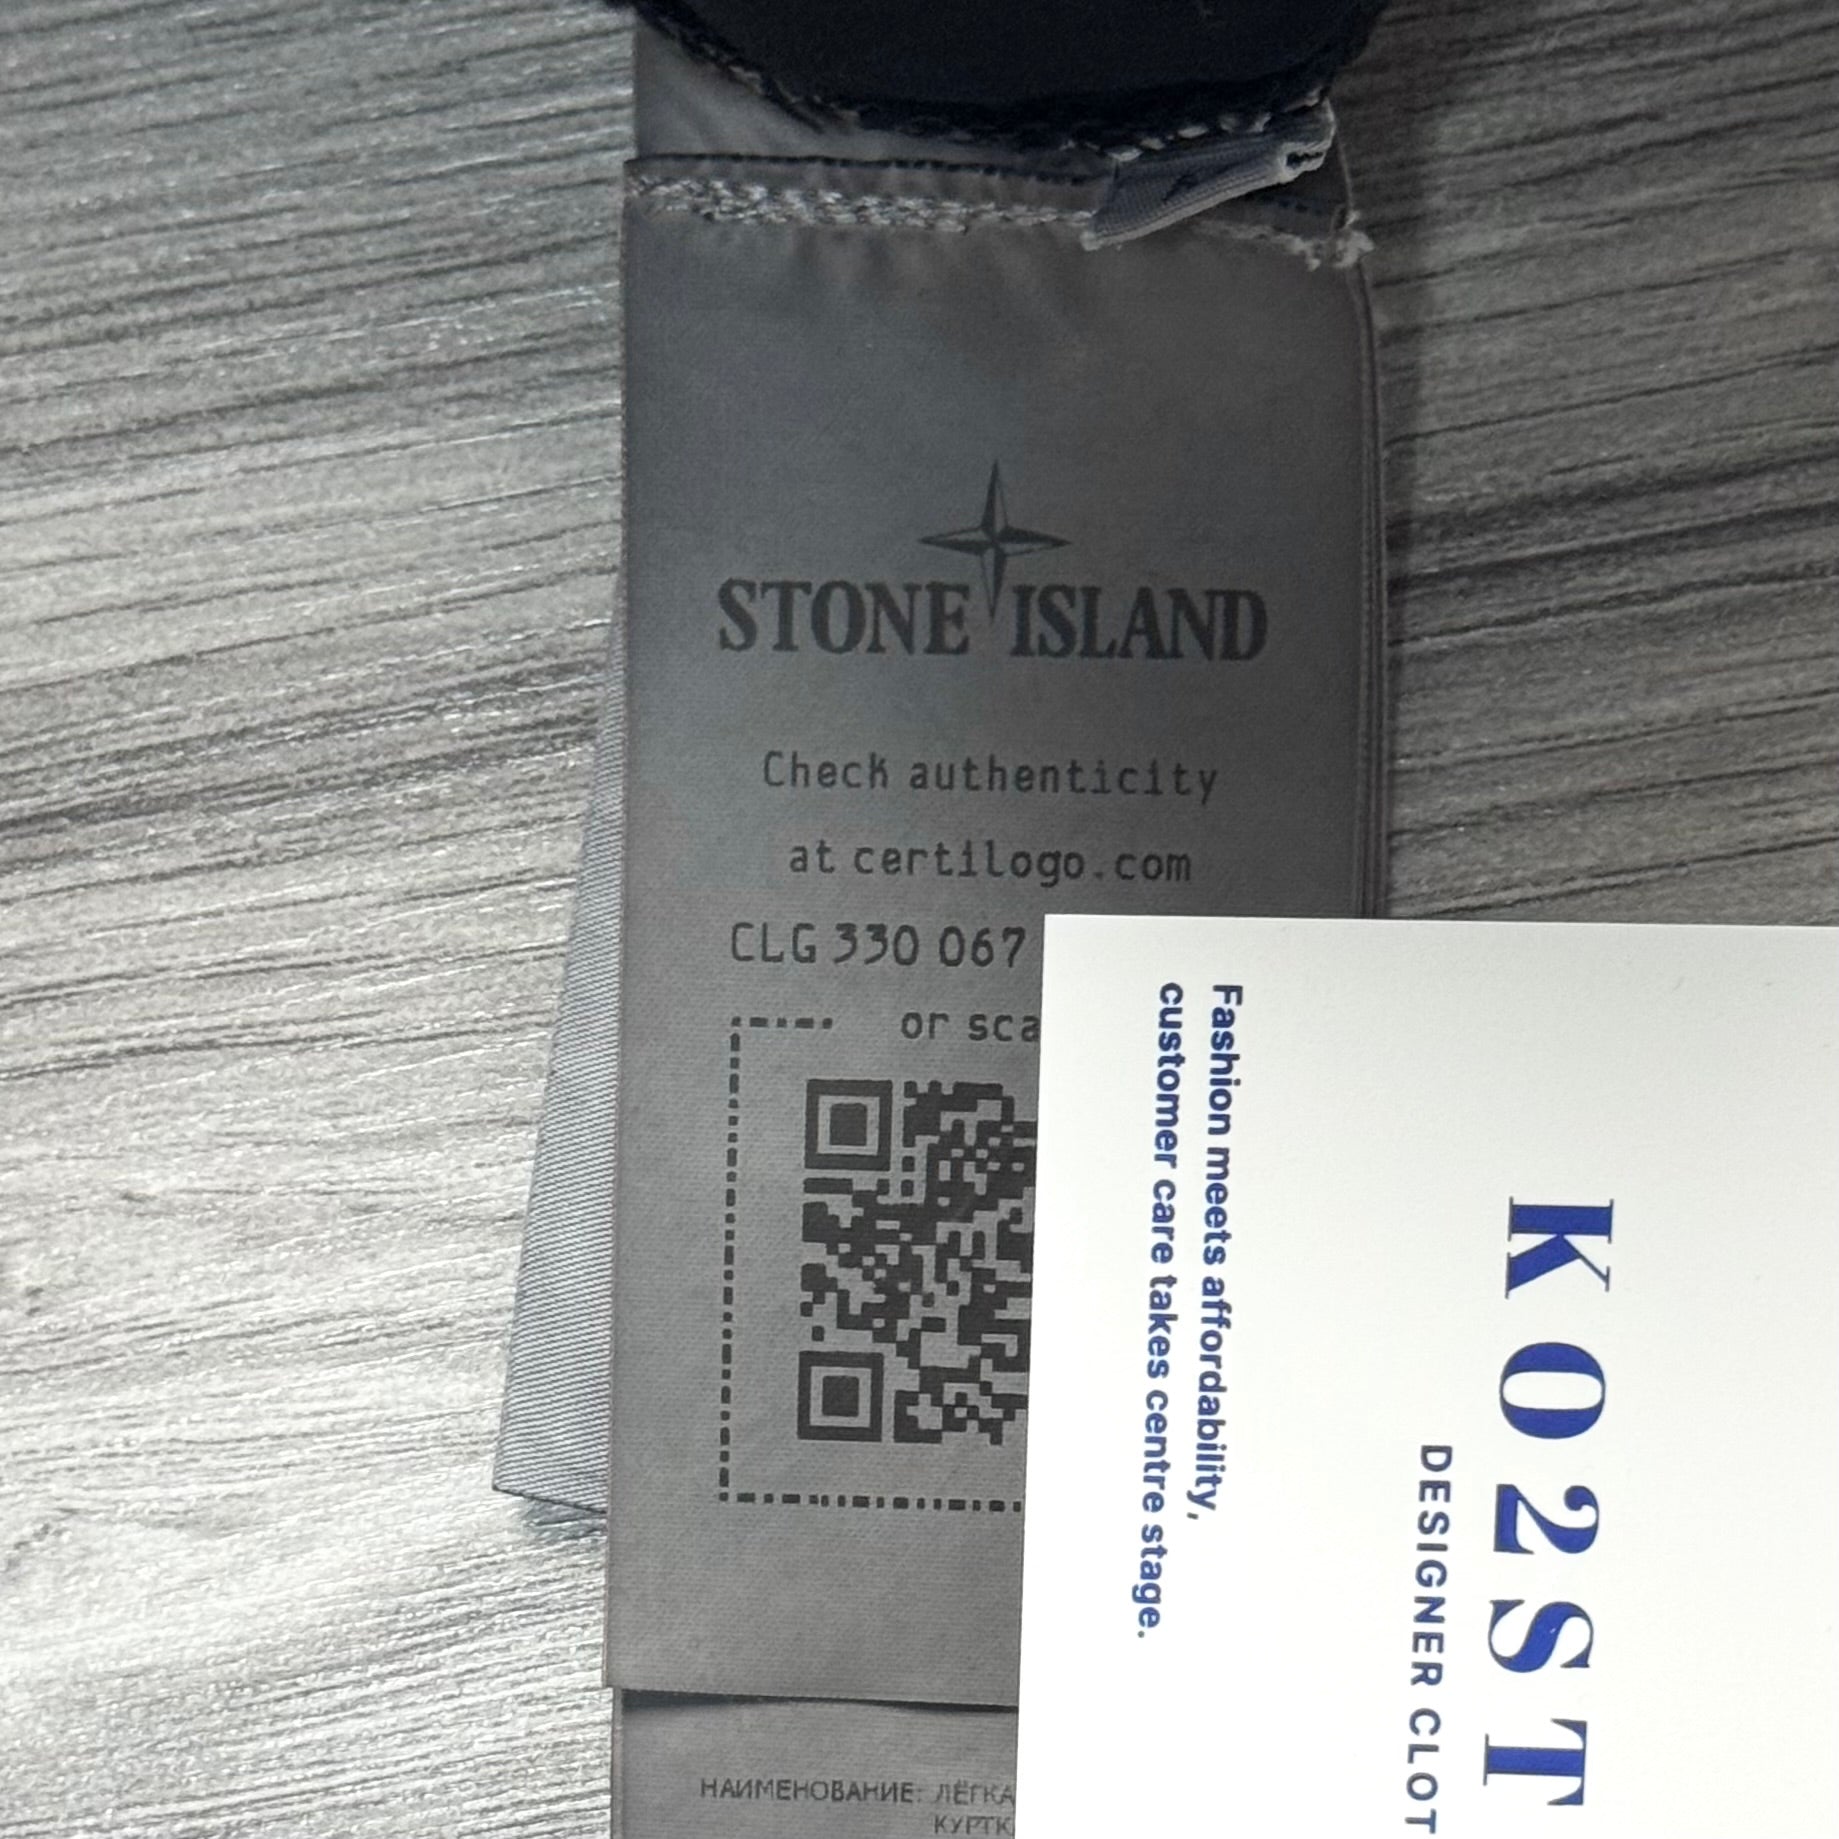 STONE ISLAND
Check authenticity
at certilogo.com
CLG 330 067
or sca
НАИМЕНОВАНИЕ: ЛЁГКА
КУРТК
Fashion meets affordability,
customer care takes centre stage.
KO2ST
DESIGNER CLOT